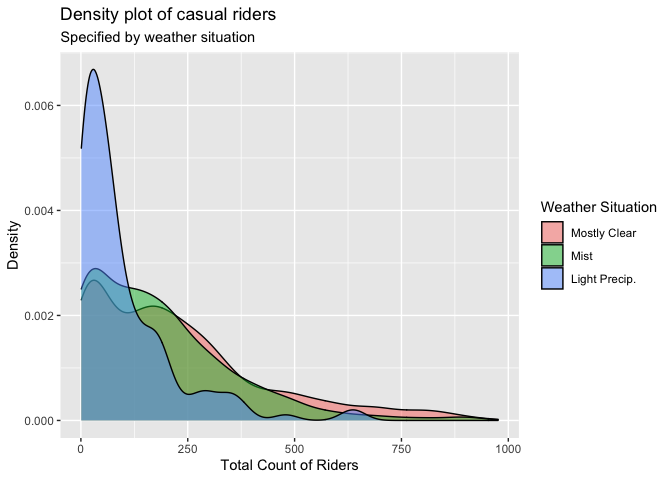 Density plot of casual riders
Specified by weather situation
0.006
0.004
0.002
0.000
Density
0
250
500
750
1000
Total Count of Riders
Weather Situation
Mostly Clear
Mist
Light Precip.